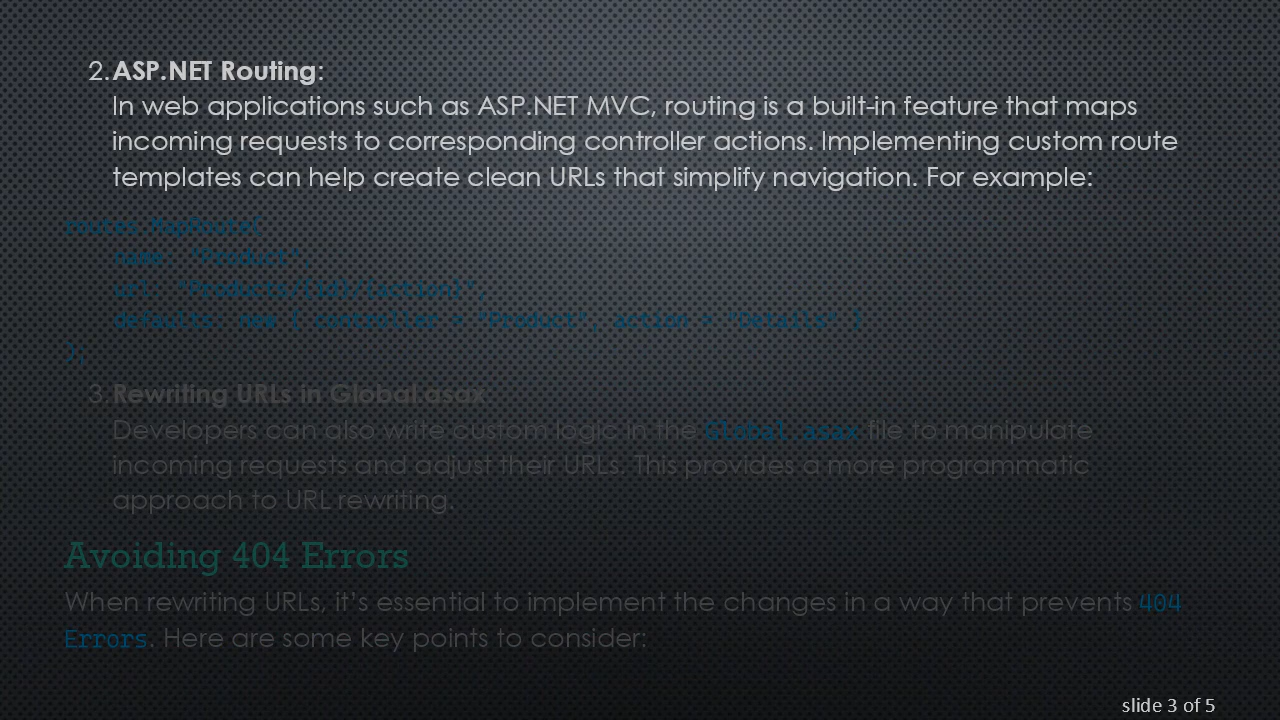 2. ASP.NET Routing:
In web applications such as ASP.NET MVC, routing is a built-in feature that maps
incoming requests to corresponding controller actions. Implementing custom route
templates can help create clean URLs that simplify navigation. For example:
routes.MapRoute(
name: "Product",
url: "Products/{id}/{action}",
defaults: new { controller = "Product", action = "Details" }
);
3. Rewriting URLs in Global.asax:
Developers can also write custom logic in the Global.asax file to manipulate
incoming requests and adjust their URLs. This provides a more programmatic
approach to URL rewriting.
Avoiding 404 Errors
When rewriting URLs, it's essential to implement the changes in a way that prevents 404
Errors. Here are some key points to consider:
slide 3 of 5